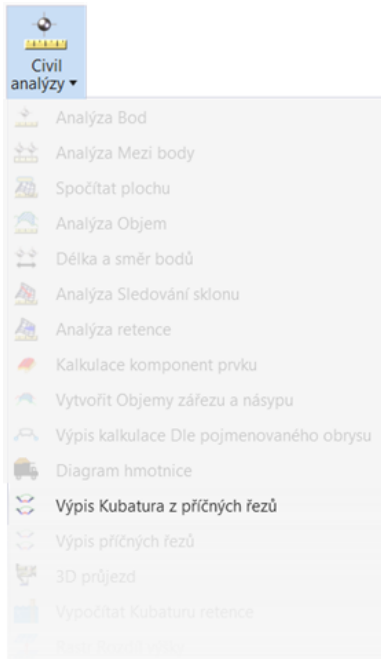 Civil
analýzy
Analýza Bod
Analýza Mezi body
Spočítat plochu
Analýza Objem
Délka a směr bodů
Analýza Sledování sklonu
Analýza retence
Kalkulace komponent prvku
Vytvořit Objemy zářezu a násypu
Výpis kalkulace Dle pojmenovaného obrysu
Diagram hmotnice
Výpis Kubatura z příčných řezů
Výpis příčných řezů
3D průjezd
Vypočítat Kubaturu retence